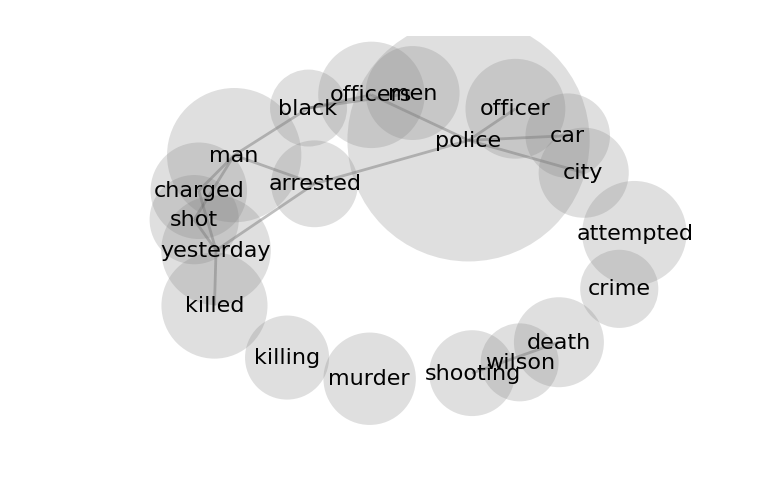 officers
men
black
officer
car
police
man
city
arrested
charged
shot
attempted
yesterday
crime
killed
death
killing
wilson
shooting
murder